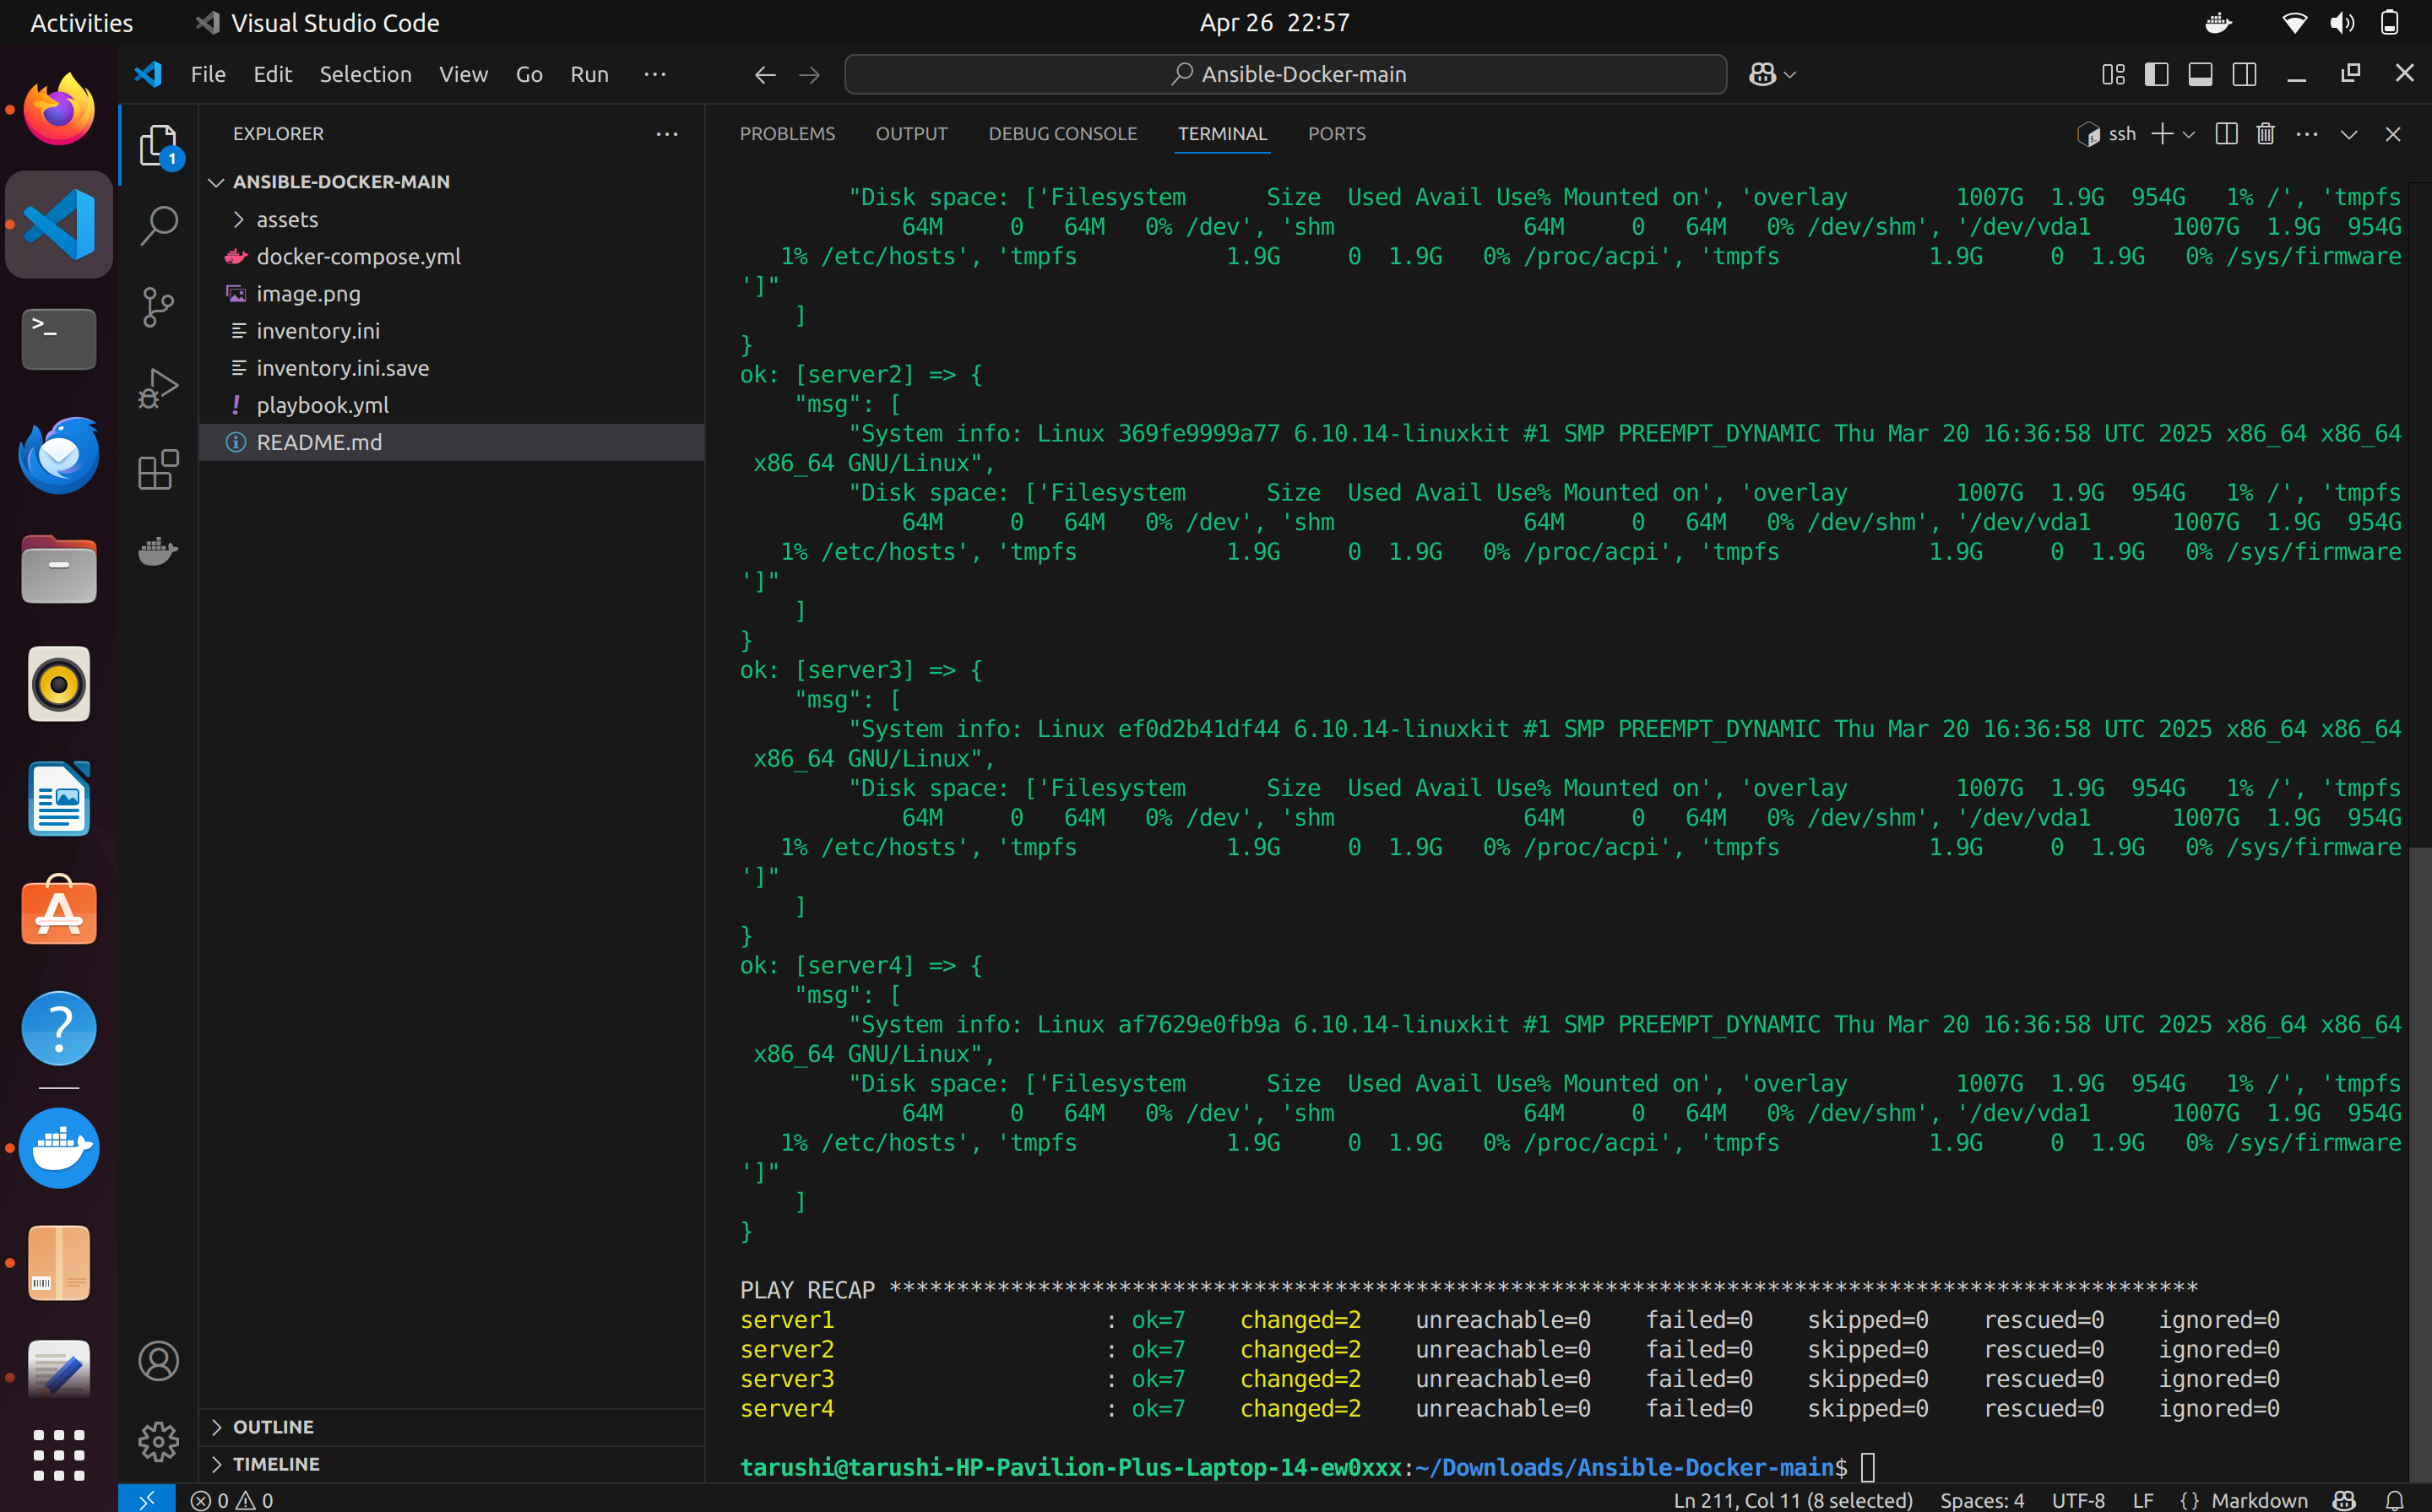 Activities Visual Studio Code Apr 26 22:57
File Edit Selection View Go Run ··· Ansible-Docker-main
EXPLORER ···
1
ANSIBLE-DOCKER-MAIN
assets
docker-compose.yml
image.png
inventory.ini
inventory.ini.save
playbook.yml
README.md
OUTLINE
TIMELINE
PROBLEMS OUTPUT DEBUG CONSOLE TERMINAL PORTS ssh
"Disk space: ['Filesystem Size Used Avail Use% Mounted on', 'overlay 1007G 1.9G 954G 1% /', 'tmpfs
64M 0 64M 0% /dev', 'shm 64M 0 64M 0% /dev/shm', '/dev/vda1 1007G 1.9G 954G
1% /etc/hosts', 'tmpfs 1.9G 0 1.9G 0% /proc/acpi', 'tmpfs 1.9G 0 1.9G 0% /sys/firmware
']"
]
}
ok: [server2] => {
"msg": [
"System info: Linux 369fe9999a77 6.10.14-linuxkit #1 SMP PREEMPT_DYNAMIC Thu Mar 20 16:36:58 UTC 2025 x86_64 x86_64
x86_64 GNU/Linux",
"Disk space: ['Filesystem Size Used Avail Use% Mounted on', 'overlay 1007G 1.9G 954G 1% /', 'tmpfs
64M 0 64M 0% /dev', 'shm 64M 0 64M 0% /dev/shm', '/dev/vda1 1007G 1.9G 954G
1% /etc/hosts', 'tmpfs 1.9G 0 1.9G 0% /proc/acpi', 'tmpfs 1.9G 0 1.9G 0% /sys/firmware
']"
]
}
ok: [server3] => {
"msg": [
"System info: Linux ef0d2b41df44 6.10.14-linuxkit #1 SMP PREEMPT_DYNAMIC Thu Mar 20 16:36:58 UTC 2025 x86_64 x86_64
x86_64 GNU/Linux",
"Disk space: ['Filesystem Size Used Avail Use% Mounted on', 'overlay 1007G 1.9G 954G 1% /', 'tmpfs
64M 0 64M 0% /dev', 'shm 64M 0 64M 0% /dev/shm', '/dev/vda1 1007G 1.9G 954G
1% /etc/hosts', 'tmpfs 1.9G 0 1.9G 0% /proc/acpi', 'tmpfs 1.9G 0 1.9G 0% /sys/firmware
']"
]
}
ok: [server4] => {
"msg": [
"System info: Linux af7629e0fb9a 6.10.14-linuxkit #1 SMP PREEMPT_DYNAMIC Thu Mar 20 16:36:58 UTC 2025 x86_64 x86_64
x86_64 GNU/Linux",
"Disk space: ['Filesystem Size Used Avail Use% Mounted on', 'overlay 1007G 1.9G 954G 1% /', 'tmpfs
64M 0 64M 0% /dev', 'shm 64M 0 64M 0% /dev/shm', '/dev/vda1 1007G 1.9G 954G
1% /etc/hosts', 'tmpfs 1.9G 0 1.9G 0% /proc/acpi', 'tmpfs 1.9G 0 1.9G 0% /sys/firmware
']"
]
}
PLAY RECAP *************************************************************************************************
server1 : ok=7 changed=2 unreachable=0 failed=0 skipped=0 rescued=0 ignored=0
server2 : ok=7 changed=2 unreachable=0 failed=0 skipped=0 rescued=0 ignored=0
server3 : ok=7 changed=2 unreachable=0 failed=0 skipped=0 rescued=0 ignored=0
server4 : ok=7 changed=2 unreachable=0 failed=0 skipped=0 rescued=0 ignored=0
tarushi@tarushi-HP-Pavilion-Plus-Laptop-14-ew0xxx:~/Downloads/Ansible-Docker-main$
0 0 Ln 211, Col 11 (8 selected) Spaces: 4 UTF-8 LF {} Markdown